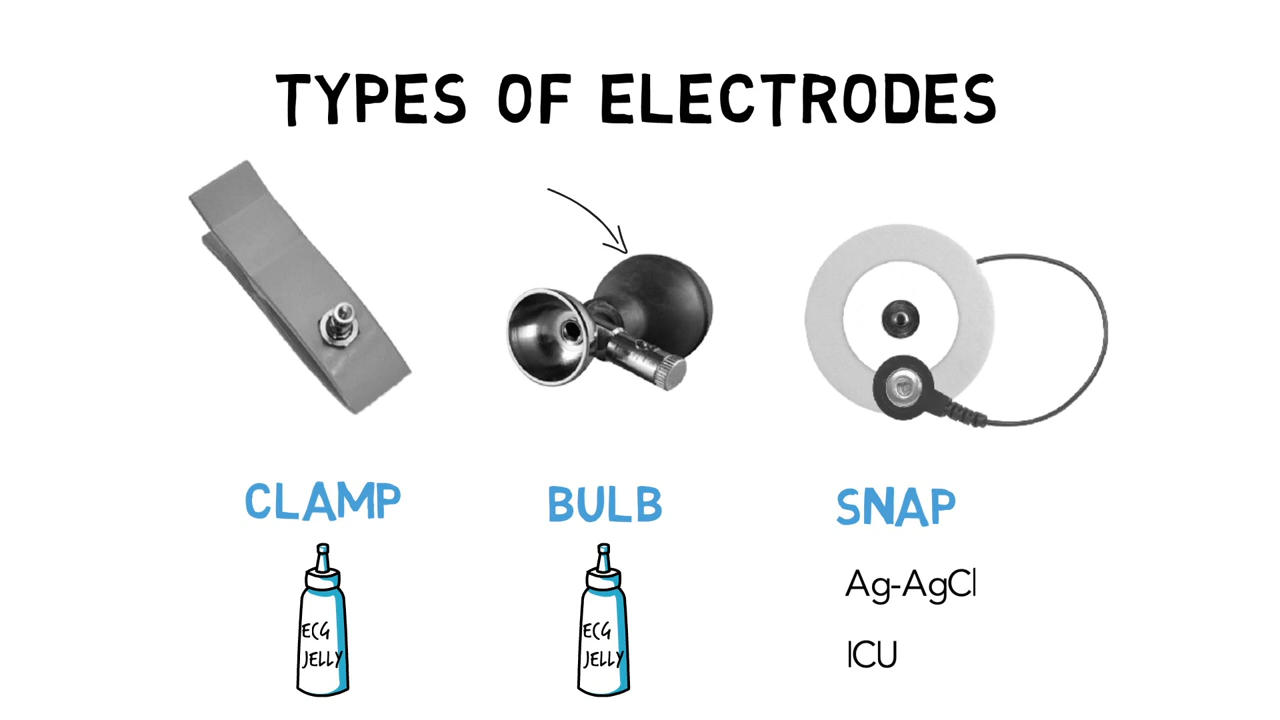 TYPES OF ELECTRODES
CLAMP
BULB
SNAP
ECG
JELLY
ECG
JELLY
Ag-AgCl
ICU